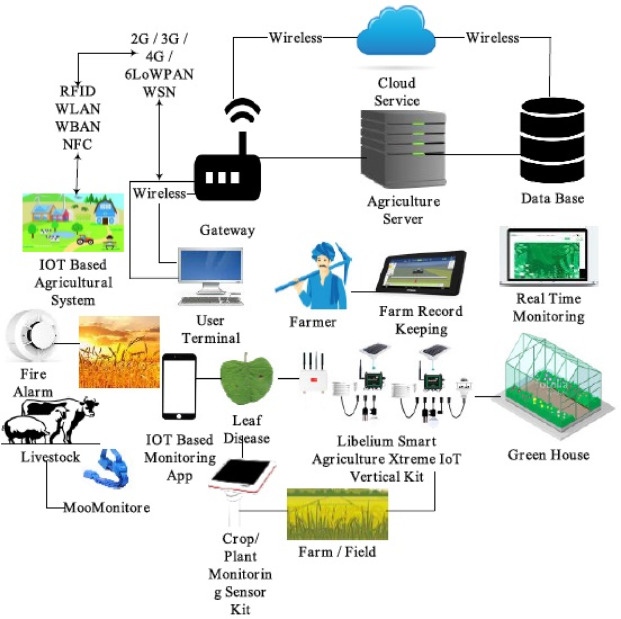 2G / 3G /
4G /
6LoWPAN
WSN
Wireless
Wireless
RFID
WLAN
WBAN
NFC
Cloud
Service
Wireless
Gateway
Agriculture
Server
Data Base
IOT Based
Agricultural
System
User
Terminal
Farmer
Farm Record
Keeping
Real Time
Monitoring
Fire
Alarm
Livestock
MooMonitore
IOT Based
Monitoring
App
Leaf
Disease
Libelium Smart
Agriculture Xtreme IoT
Vertical Kit
Green House
Crop/
Plant
Monitorin
g Sensor
Kit
Farm / Field